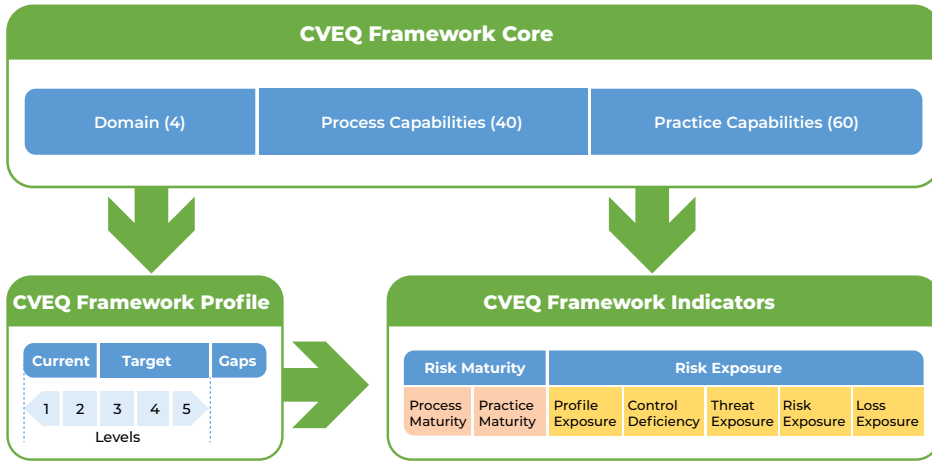 CVEQ Framework Core
Domain (4)
Process Capabilities (40)
Practice Capabilities (60)
CVEQ Framework Profile
Current
Target
Gaps
1 2 3 4 5
Levels
CVEQ Framework Indicators
Risk Maturity
Risk Exposure
Process
Maturity
Practice
Maturity
Profile
Exposure
Control
Deficiency
Threat
Exposure
Risk
Exposure
Loss
Exposure